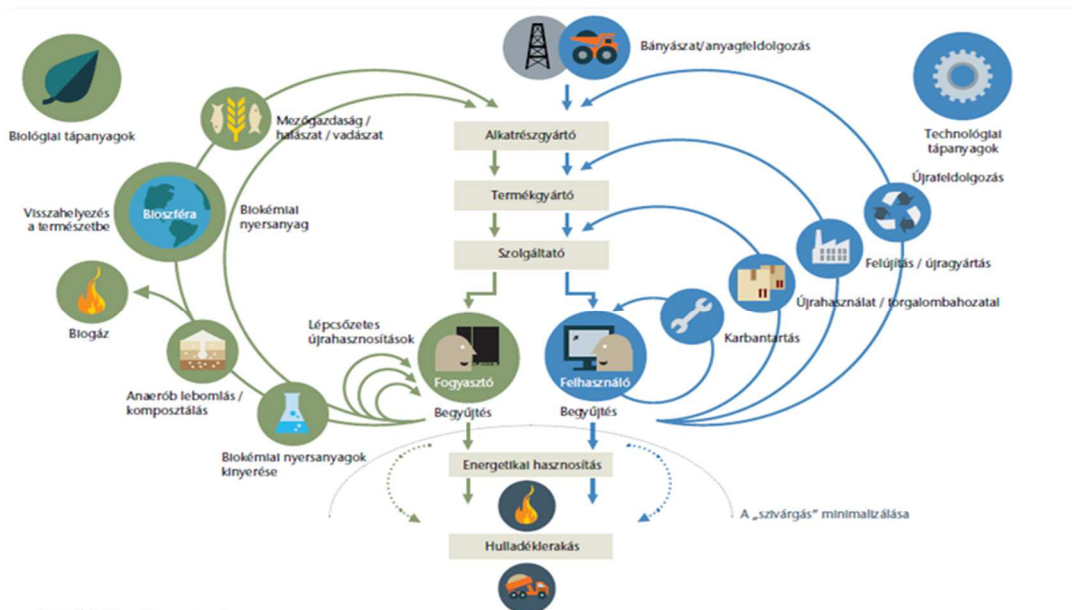 Bányászat/anyagfeldolgozás
Biológiai tápanyagok
Mezőgazdaság /
halászat / vadászat
Alkatrészgyártó
Technológiai
tápanyagok
Újrafeldolgozás
Termékgyártó
Visszahelyezés
a természetbe
Bioszféra
Biokémiai
nyersanyag
Szolgáltató
Felújítás / újragyártás
Újrahasználat / torgalombahozatal
Biogáz
Lépcsőzetes
újrahasznosítások
Karbantartás
Fogyasztó
Felhasználó
Anaerób lebomlás /
komposztálás
Begyűjtés
Begyűjtés
Biokémiai nyersanyagok
kinyerése
Energetikai hasznosítás
A „szivárgás” minimalizálása
Hulladéklerakás